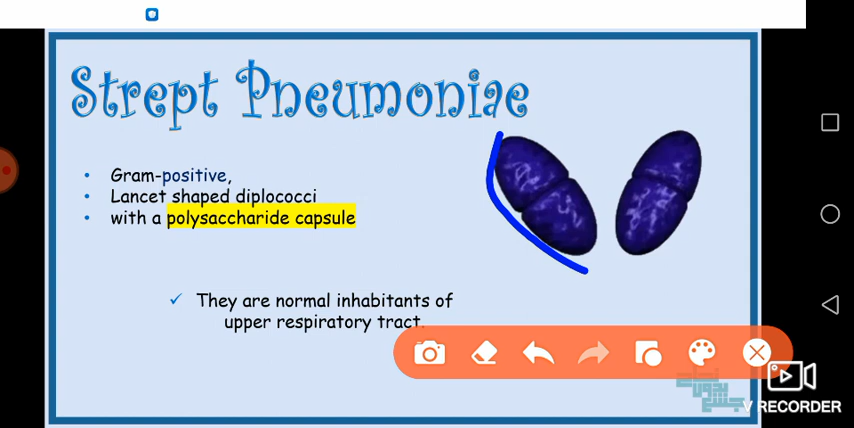 Strept Pneumoniae
• Gram-positive,
• Lancet shaped diplococci
• with a polysaccharide capsule
✓ They are normal inhabitants of
upper respiratory tract.
V RECORDER